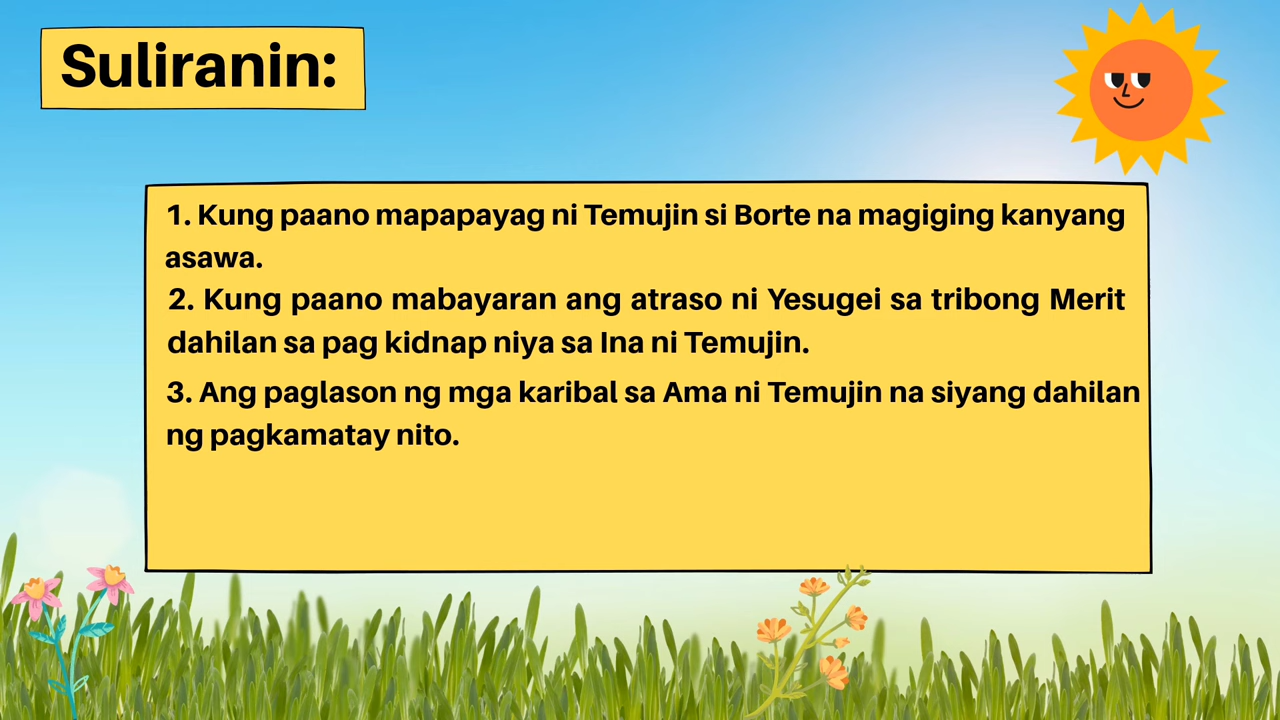 Suliranin:
1. Kung paano mapapayag ni Temujin si Borte na magiging kanyang
asawa.
2. Kung paano mabayaran ang atraso ni Yesugei sa tribong Merit
dahilan sa pag kidnap niya sa Ina ni Temujin.
3. Ang paglason ng mga karibal sa Ama ni Temujin na siyang dahilan
ng pagkamatay nito.